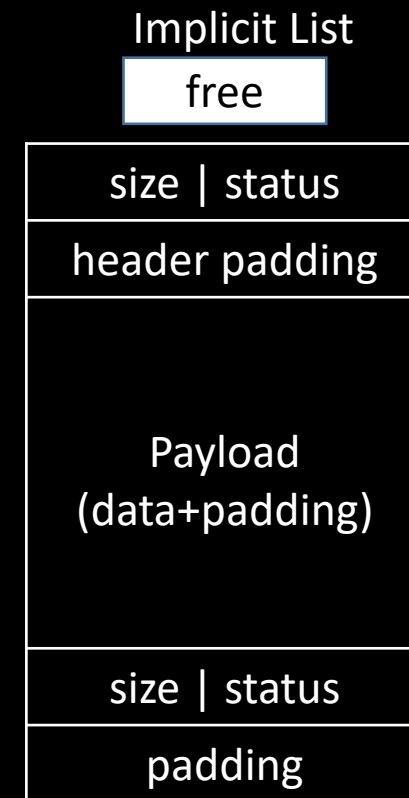 Implicit List
free
size | status
header padding
Payload
(data+padding)
size | status
padding